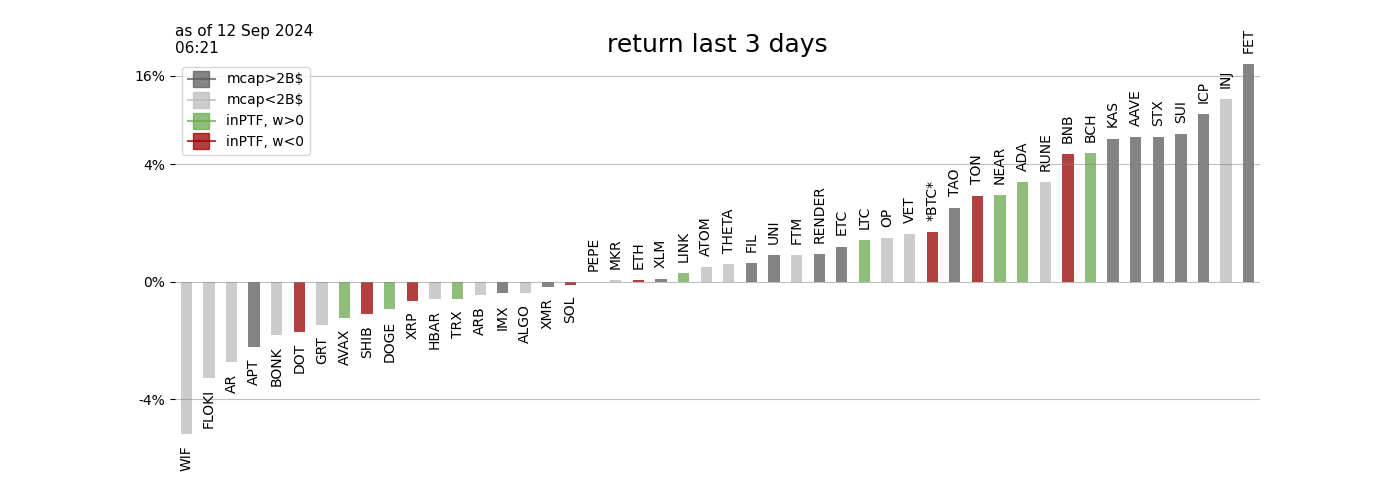 as of 12 Sep 2024
06:21
return last 3 days
mcap>2B$
mcap<2B$
inPTF, w>0
inPTF, w<0
16%
4%
0%
-4%
WIF
FLOKI
AR
APT
BONK
DOT
GRT
AVAX
SHIB
DOGE
XRP
HBAR
TRX
ARB
IMX
ALGO
XMR
SOL
PEPE
MKR
ETH
XLM
LINK
ATOM
THETA
FIL
UNI
FTM
RENDER
ETC
LTC
OP
VET
*BTC*
TAO
TON
NEAR
ADA
RUNE
BNB
BCH
KAS
AAVE
STX
SUI
ICP
INJ
FET